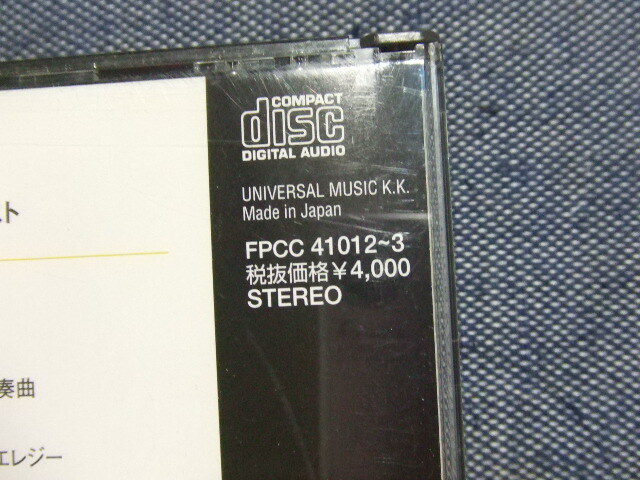 COMPACT
disc
DIGITAL AUDIO
UNIVERSAL MUSIC K.K.
Made in Japan
FPCC 41012~3
税抜価格¥4,000
STEREO
スト
奏曲
エレジー